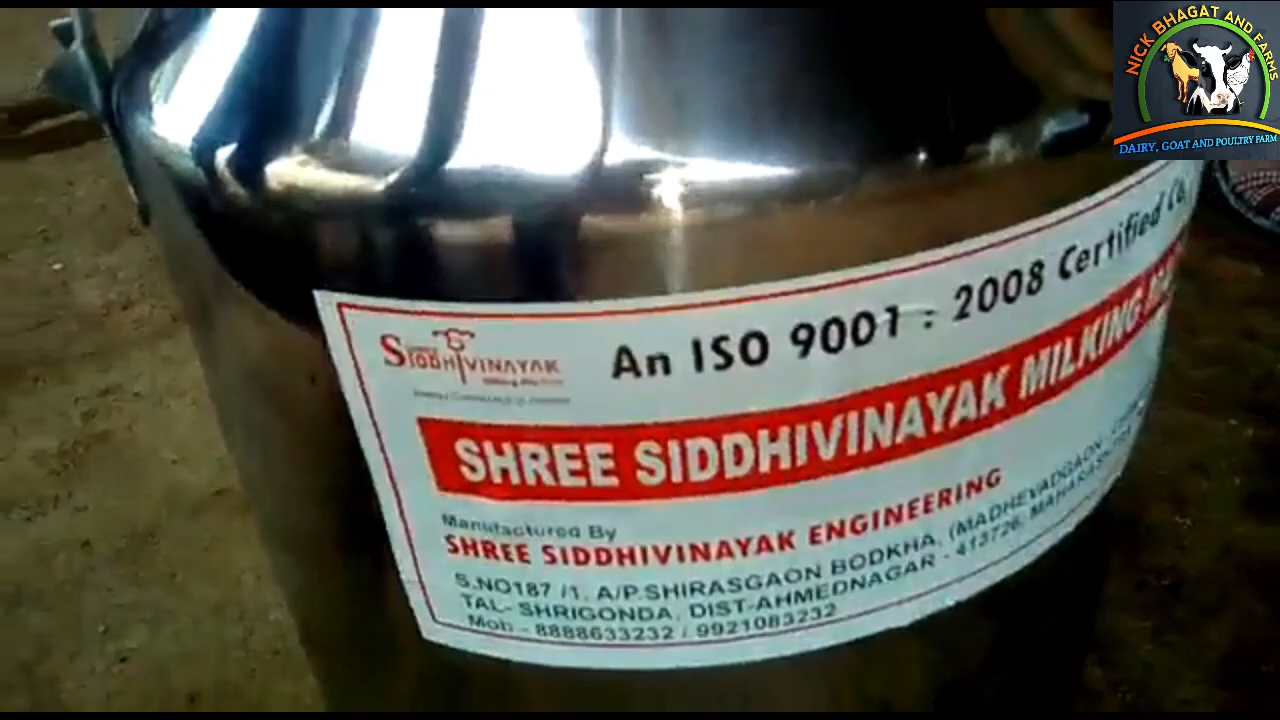 NICK BHAGAT AND FARMS
DAIRY, GOAT AND POULTRY FARM
An ISO 9001 : 2008 Certified Co.
SIDDHIVINAYAK
SHREE SIDDHIVINAYAK MILKING
Manufactured By
SHREE SIDDHIVINAYAK ENGINEERING
S.NO187 /1, A/P.SHIRASGAON BODKHA, (MADHEVADGAON
TAL- SHRIGONDA, DIST-AHMEDNAGAR - 413726, MAHARASHTRA
Mob - 8888633232 / 9921083232